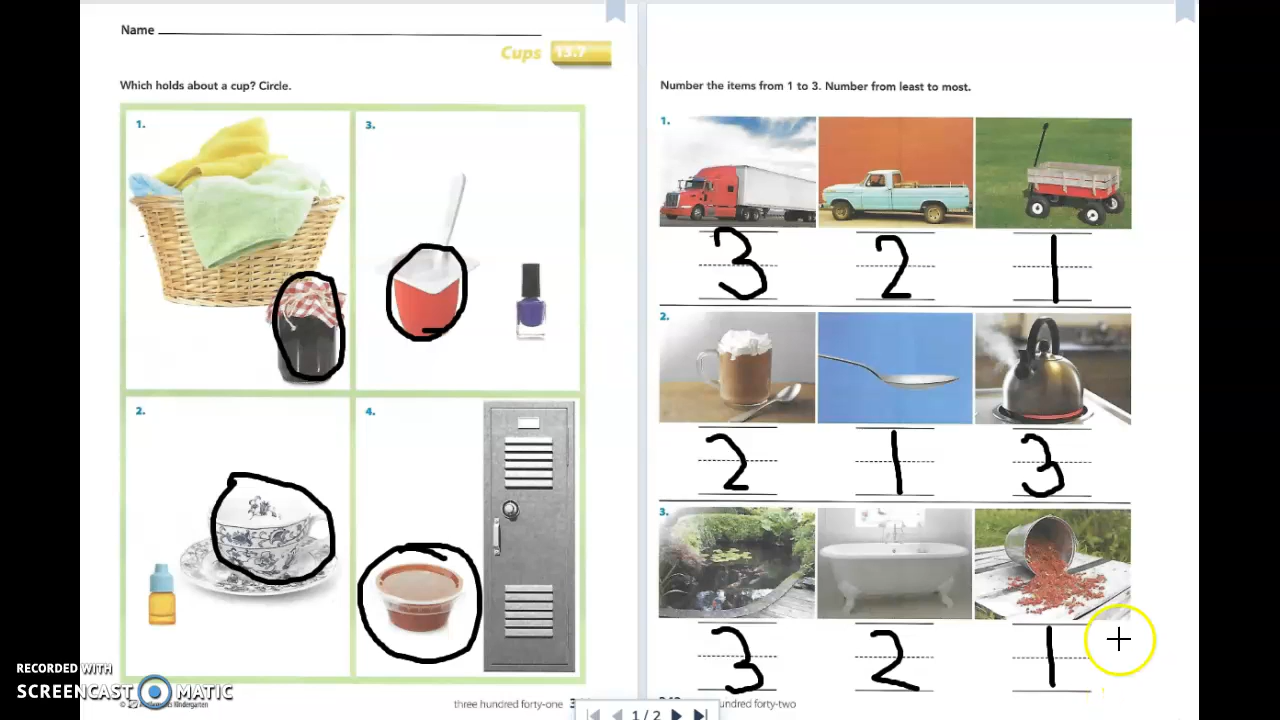 Name
Cups 13.7
Which holds about a cup? Circle.
1.
3.
2.
4.
three hundred forty-one
Number the items from 1 to 3. Number from least to most.
1.
3 2 1
2.
2 1 3
3.
3 2 1
forty-two
1 / 2
RECORDED WITH
SCREENCAST MATIC